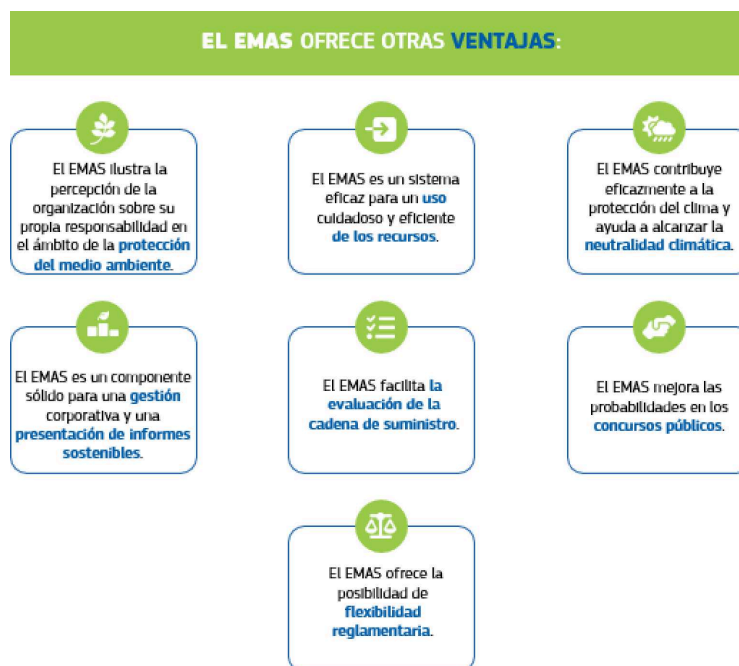 EL EMAS OFRECE OTRAS VENTAJAS:
El EMAS ilustra la
percepción de la
organización sobre su
propia responsabilidad en
el ámbito de la protección
del medio ambiente.
El EMAS es un sistema
eficaz para un uso
cuidadoso y eficiente
de los recursos.
El EMAS contribuye
eficazmente a la
protección del clima y
ayuda a alcanzar la
neutralidad climática.
El EMAS es un componente
sólido para una gestión
corporativa y una
presentación de informes
sostenibles.
El EMAS facilita la
evaluación de la
cadena de suministro.
El EMAS mejora las
probabilidades en los
concursos públicos.
El EMAS ofrece la
posibilidad de
flexibilidad
reglamentaria.